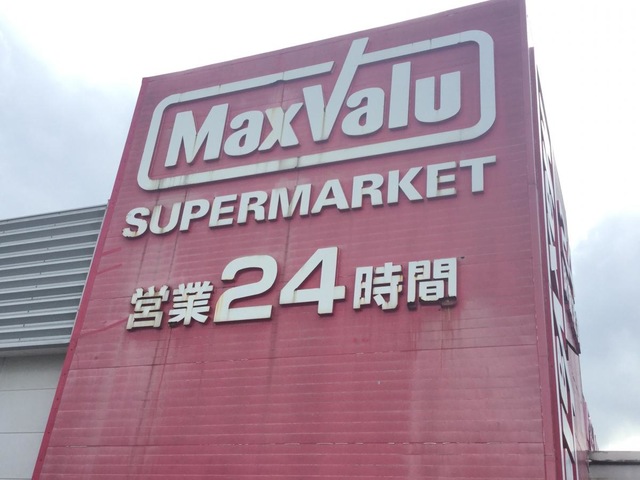 MaxValu
SUPERMARKET
営業24時間